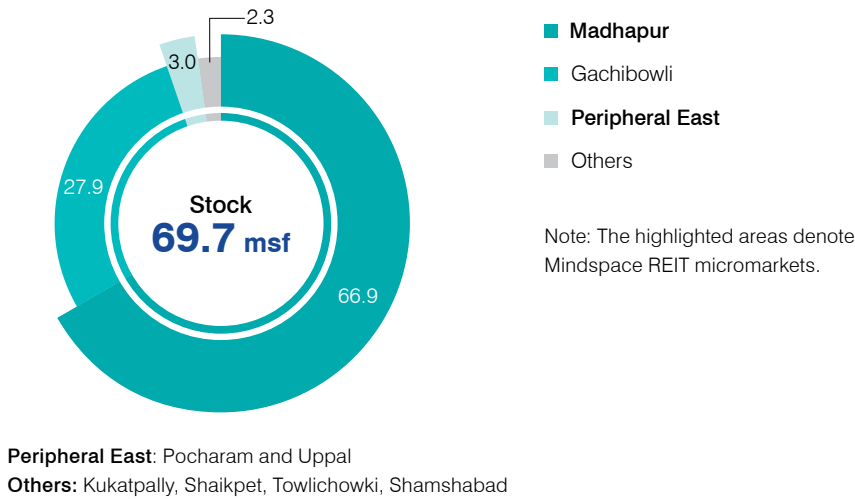 2.3
3.0
27.9
66.9
Stock
69.7 msf
Madhapur
Gachibowli
Peripheral East
Others
Note: The highlighted areas denote
Mindspace REIT micromarkets.
Peripheral East: Pocharam and Uppal
Others: Kukatpally, Shaikpet, Towlichowki, Shamshabad